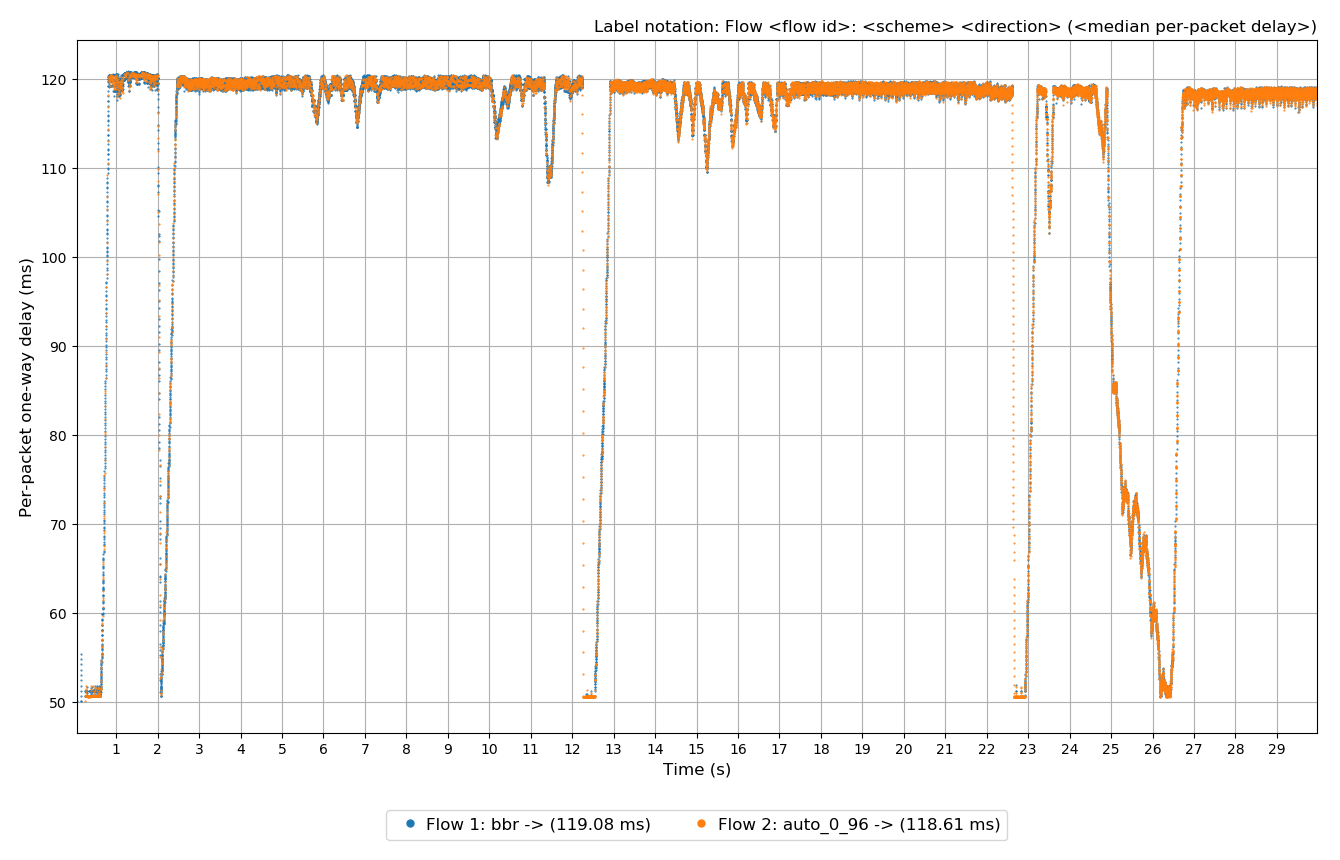 Label notation: Flow <flow id>: <scheme> <direction> (<median per-packet delay>)
Per-packet one-way delay (ms)
120
110
100
90
80
70
60
50
1 2 3 4 5 6 7 8 9 10 11 12 13 14 15 16 17 18 19 20 21 22 23 24 25 26 27 28 29
Time (s)
Flow 1: bbr -> (119.08 ms) Flow 2: auto_0_96 -> (118.61 ms)